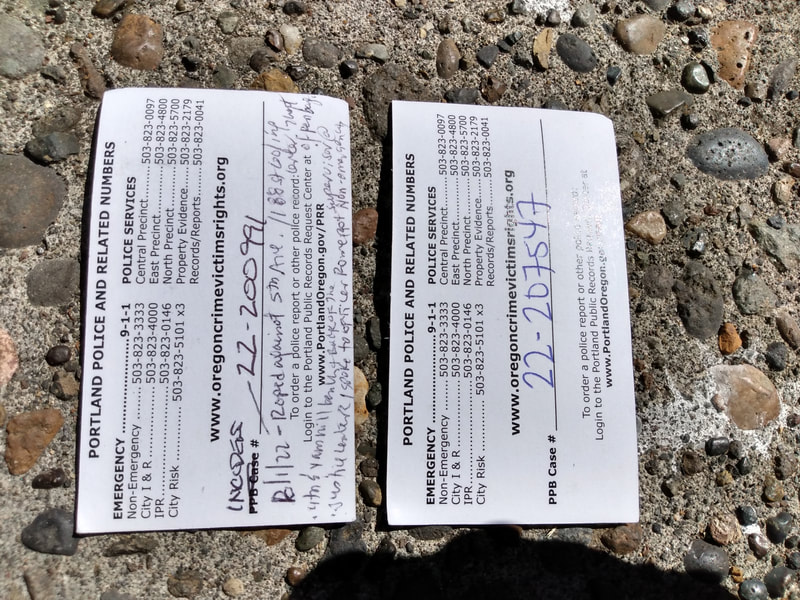 PORTLAND POLICE AND RELATED NUMBERS
EMERGENCY ....................9-1-1
Non-Emergency ........ 503-823-3333
City I & R ................ 503-823-4000
IPR......................... 503-823-0146
City Risk ............. 503-823-5101 x3
POLICE SERVICES
Central Precinct........ 503-823-0097
East Precinct............ 503-823-4800
North Precinct.......... 503-823-5700
Property Evidence..... 503-823-2179
Records/Reports....... 503-823-0041
www.oregoncrimevictimsrights.org
PPB Case # 22-200991
To order a police report or other police record:
Login to the Portland Public Records Request Center at
www.PortlandOregon.gov/PRR
PORTLAND POLICE AND RELATED NUMBERS
EMERGENCY ....................9-1-1
Non-Emergency ........ 503-823-3333
City I & R ................ 503-823-4000
IPR......................... 503-823-0146
City Risk ............. 503-823-5101 x3
POLICE SERVICES
Central Precinct........ 503-823-0097
East Precinct............ 503-823-4800
North Precinct.......... 503-823-5700
Property Evidence..... 503-823-2179
Records/Reports....... 503-823-0041
www.oregoncrimevictimsrights.org
PPB Case # 22-207547
To order a police report or other police record:
Login to the Portland Public Records Request Center at
www.PortlandOregon.gov